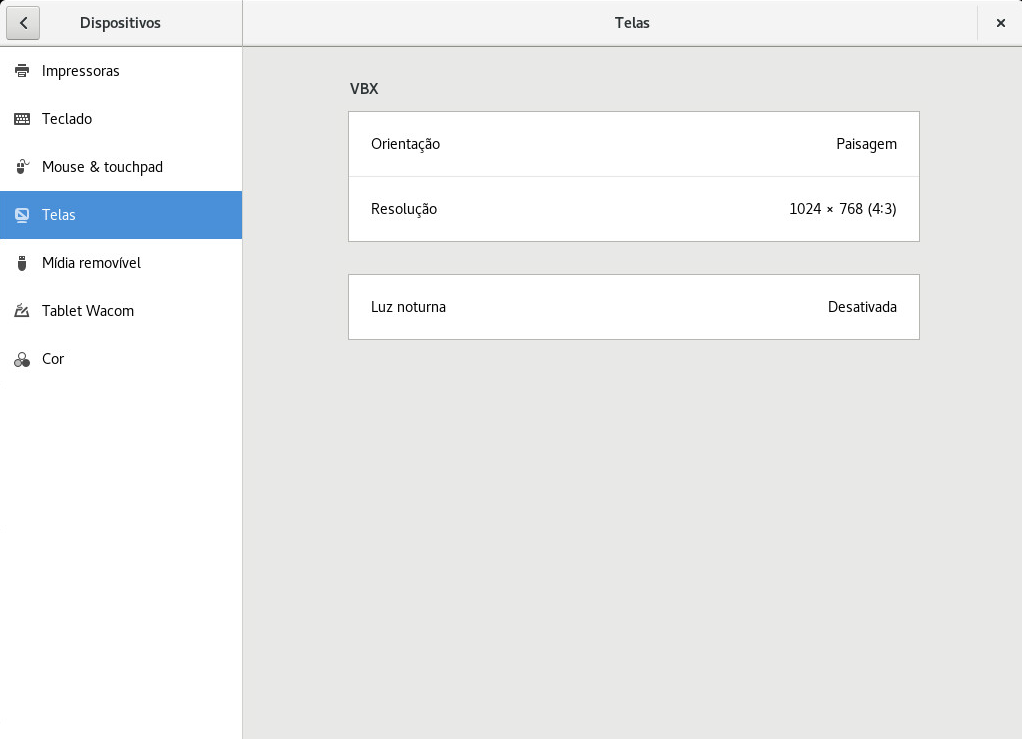 Dispositivos
Telas
Impressoras
Teclado
Mouse & touchpad
Telas
Mídia removível
Tablet Wacom
Cor
VBX
Orientação Paisagem
Resolução 1024 × 768 (4:3)
Luz noturna Desativada